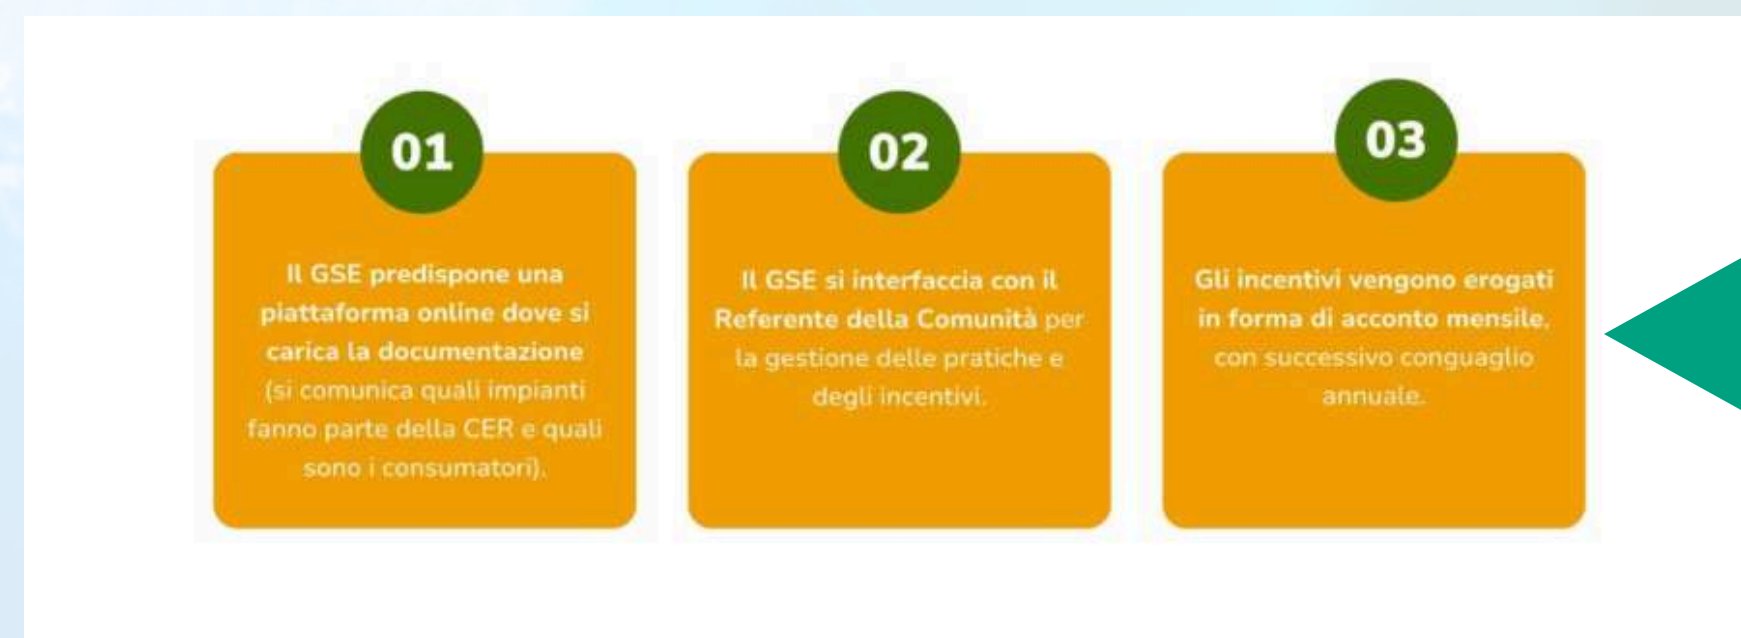 01
Il GSE predispone una
piattaforma online dove si
carica la documentazione
(si comunica quali impianti
fanno parte della CER e quali
sono i consumatori).
02
Il GSE si interfaccia con il
Referente della Comunità per
la gestione delle pratiche e
degli incentivi.
03
Gli incentivi vengono erogati
in forma di acconto mensile,
con successivo conguaglio
annuale.